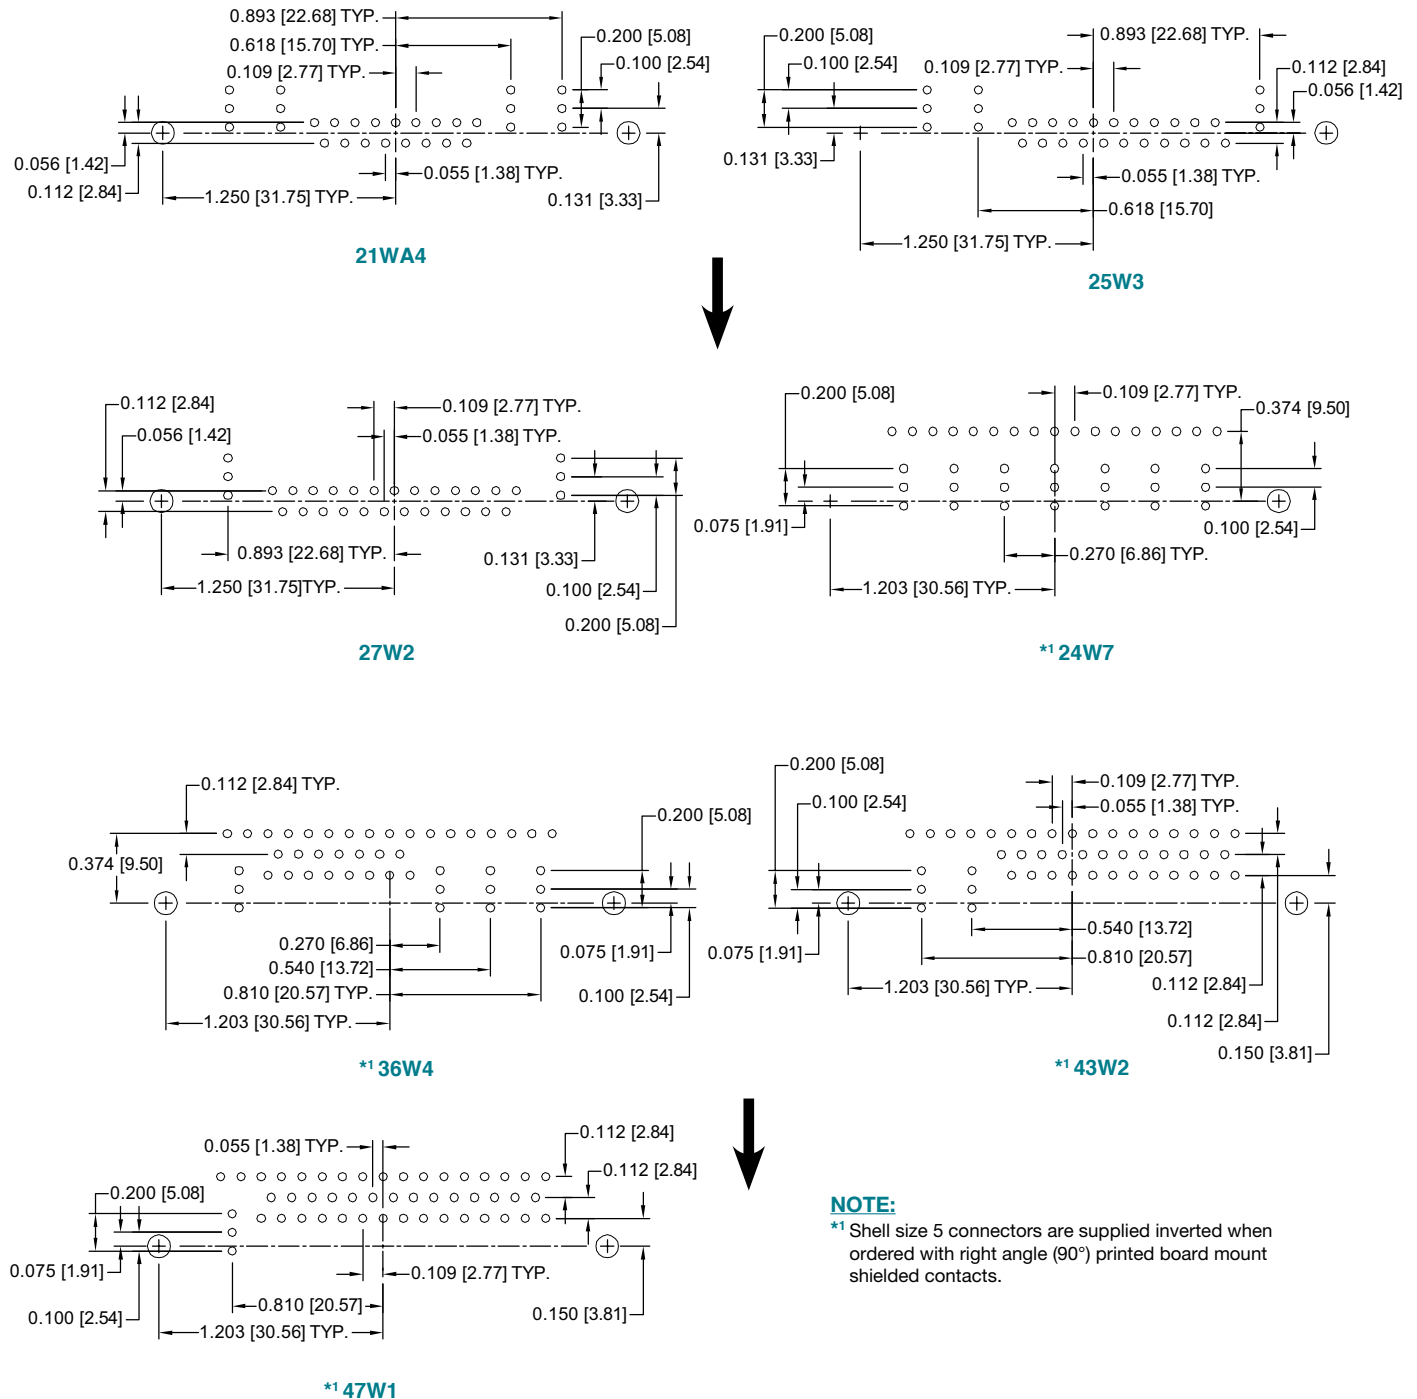 0.893 [22.68] TYP.
0.618 [15.70] TYP.
0.109 [2.77] TYP.
0.200 [5.08]
0.100 [2.54]
0.056 [1.42]
0.112 [2.84]
0.055 [1.38] TYP.
1.250 [31.75] TYP.
0.131 [3.33]
21WA4
0.200 [5.08]
0.100 [2.54]
0.893 [22.68] TYP.
0.109 [2.77] TYP.
0.112 [2.84]
0.056 [1.42]
0.131 [3.33]
0.055 [1.38] TYP.
0.618 [15.70]
1.250 [31.75] TYP.
25W3
0.112 [2.84]
0.056 [1.42]
0.109 [2.77] TYP.
0.055 [1.38] TYP.
0.893 [22.68] TYP.
1.250 [31.75]TYP.
0.131 [3.33]
0.100 [2.54]
0.200 [5.08]
27W2
0.200 [5.08]
0.109 [2.77] TYP.
0.374 [9.50]
0.075 [1.91]
0.100 [2.54]
0.270 [6.86] TYP.
1.203 [30.56] TYP.
*1 24W7
0.112 [2.84] TYP.
0.374 [9.50]
0.200 [5.08]
0.270 [6.86]
0.540 [13.72]
0.810 [20.57] TYP.
1.203 [30.56] TYP.
0.075 [1.91]
0.100 [2.54]
*1 36W4
0.200 [5.08]
0.100 [2.54]
0.109 [2.77] TYP.
0.055 [1.38] TYP.
0.075 [1.91]
0.540 [13.72]
0.810 [20.57]
1.203 [30.56] TYP.
0.112 [2.84]
0.112 [2.84]
0.150 [3.81]
*1 43W2
0.055 [1.38] TYP.
0.112 [2.84]
0.112 [2.84]
0.200 [5.08]
0.075 [1.91]
0.100 [2.54]
0.109 [2.77] TYP.
0.810 [20.57]
1.203 [30.56] TYP.
0.150 [3.81]
*1 47W1
NOTE:
*1 Shell size 5 connectors are supplied inverted when
ordered with right angle (90°) printed board mount
shielded contacts.